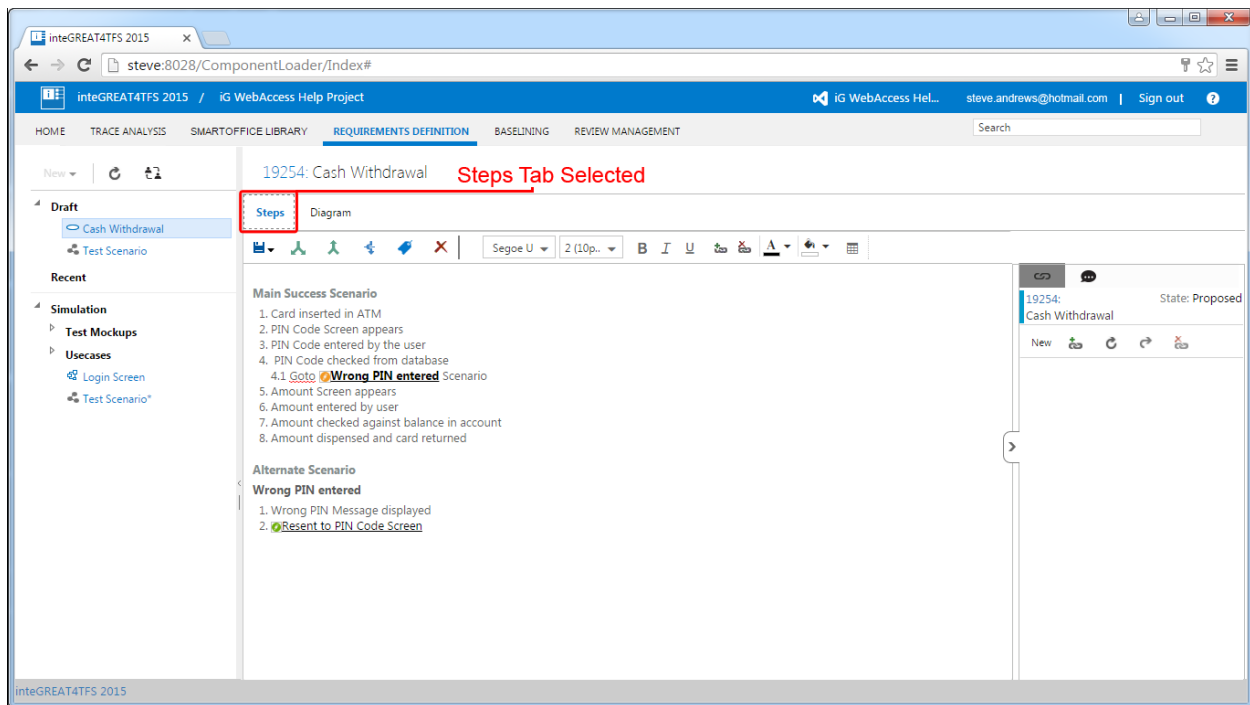 inteGREAT4TFS 2015
steve:8028/ComponentLoader/Index#
inteGREAT4TFS 2015 / iG WebAccess Help Project iG WebAccess Hel... steve.andrews@hotmail.com | Sign out ?
HOME TRACE ANALYSIS SMARTOFFICE LIBRARY REQUIREMENTS DEFINITION BASELINING REVIEW MANAGEMENT Search
New
Draft
Cash Withdrawal
Test Scenario
Recent
Simulation
Test Mockups
Usecases
Login Screen
Test Scenario*
19254: Cash Withdrawal
Steps Tab Selected
Steps Diagram
Segoe U 2 (10p.. B I U A
Main Success Scenario
1. Card inserted in ATM
2. PIN Code Screen appears
3. PIN Code entered by the user
4. PIN Code checked from database
4.1 Goto Wrong PIN entered Scenario
5. Amount Screen appears
6. Amount entered by user
7. Amount checked against balance in account
8. Amount dispensed and card returned
Alternate Scenario
Wrong PIN entered
1. Wrong PIN Message displayed
2. Resent to PIN Code Screen
19254: State: Proposed
Cash Withdrawal
New
inteGREAT4TFS 2015